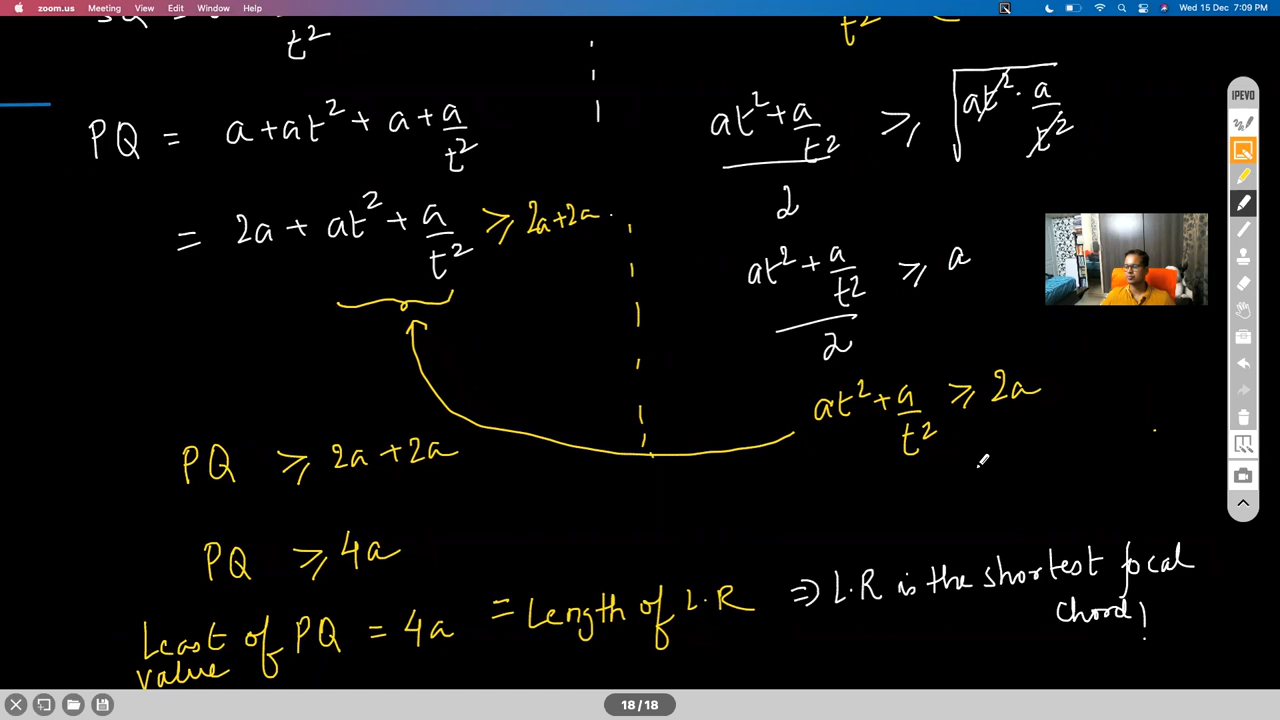 zoom.us Meeting View Edit Window Help Wed 15 Dec 7:09 PM
t²
PQ = a + at² + a + a/t²
= 2a + at² + a/t² ≥ 2a+2a.
PQ ≥ 2a + 2a
PQ ≥ 4a
Least value of PQ = 4a = Length of L.R ⇒ L.R is the shortest focal chord!
t²
(at² + a/t²)/2 ≥ √(at² · a/t²)
(at² + a/t²)/2 ≥ a
at² + a/t² ≥ 2a
IPEVO
18 / 18